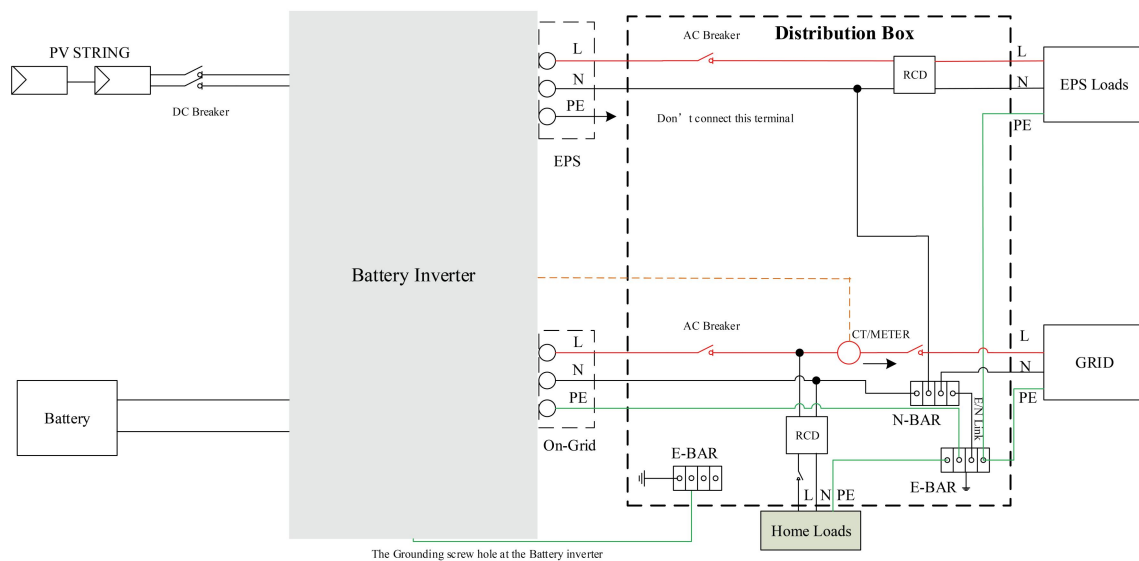 PV STRING
DC Breaker
Battery Inverter
Battery
L
N
PE
EPS
Distribution Box
AC Breaker
RCD
Don't connect this terminal
L
N
PE
EPS Loads
L
N
PE
On-Grid
AC Breaker
CT/METER
L
N
PE
GRID
N-BAR
E/N Link
E-BAR
RCD
E-BAR
L N PE
Home Loads
The Grounding screw hole at the Battery inverter